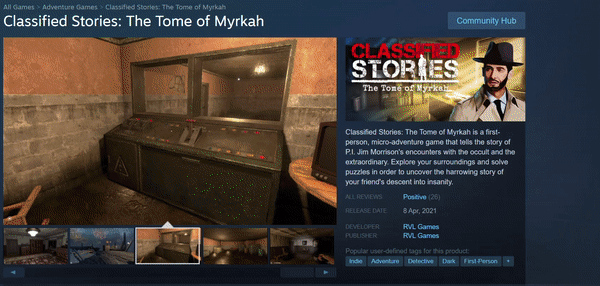 All Games > Adventure Games > Classified Stories: The Tome of Myrkah
Classified Stories: The Tome of Myrkah
Community Hub
CLASSIFIED
STORIES
The Tome of Myrkah
Classified Stories: The Tome of Myrkah is a first-
person, micro-adventure game that tells the story of
P.I. Jim Morrison's encounters with the occult and the
extraordinary. Explore your surroundings and solve
puzzles in order to uncover the harrowing story of
your friend's descent into insanity.
ALL REVIEWS: Positive (26)
RELEASE DATE: 8 Apr, 2021
DEVELOPER: RVL Games
PUBLISHER: RVL Games
Popular user-defined tags for this product:
Indie Adventure Detective Dark First-Person +